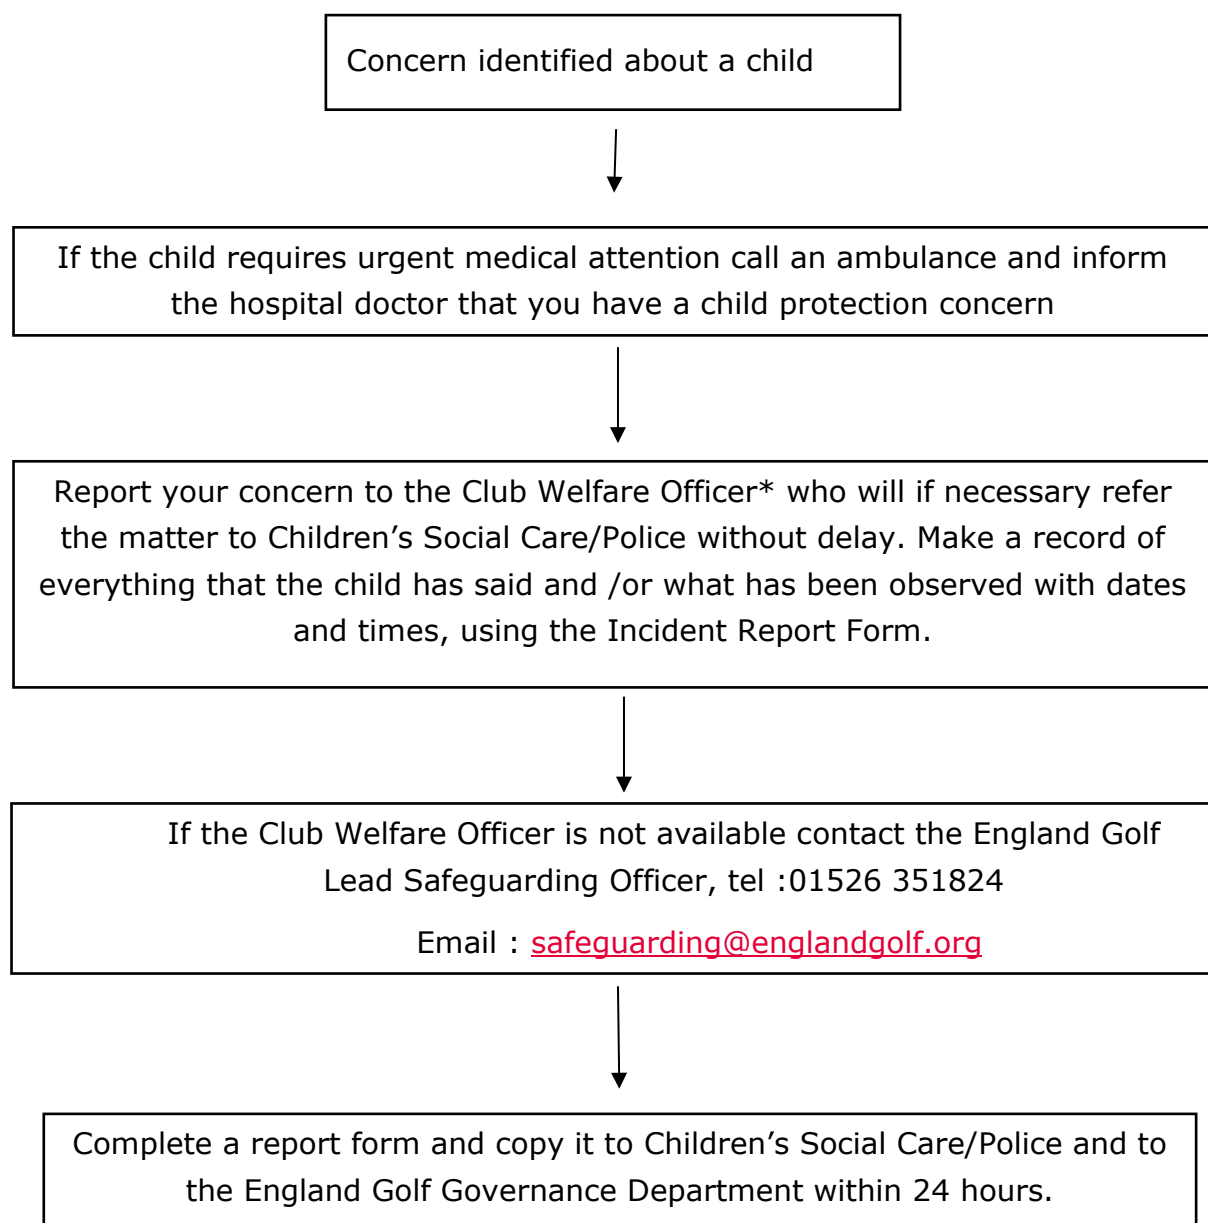 Concern identified about a child
If the child requires urgent medical attention call an ambulance and inform
the hospital doctor that you have a child protection concern
Report your concern to the Club Welfare Officer* who will if necessary refer
the matter to Children’s Social Care/Police without delay. Make a record of
everything that the child has said and /or what has been observed with dates
and times, using the Incident Report Form.
If the Club Welfare Officer is not available contact the England Golf
Lead Safeguarding Officer, tel :01526 351824
Email : safeguarding@englandgolf.org
Complete a report form and copy it to Children’s Social Care/Police and to
the England Golf Governance Department within 24 hours.